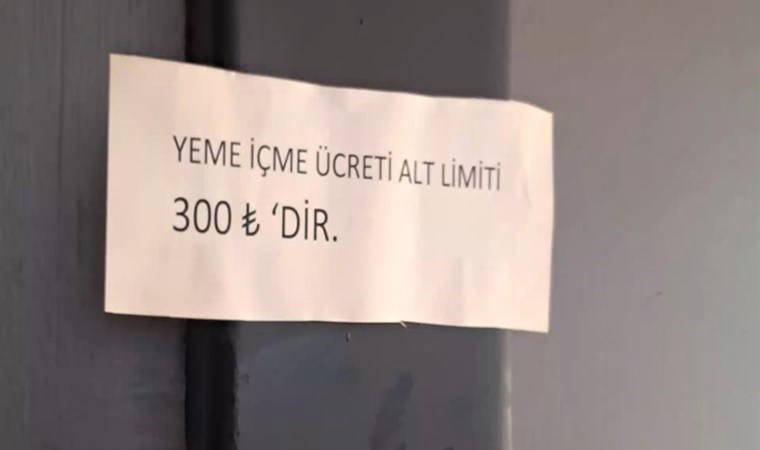 YEME İÇME ÜCRETİ ALT LİMİTİ
300 ₺ ‘DİR.